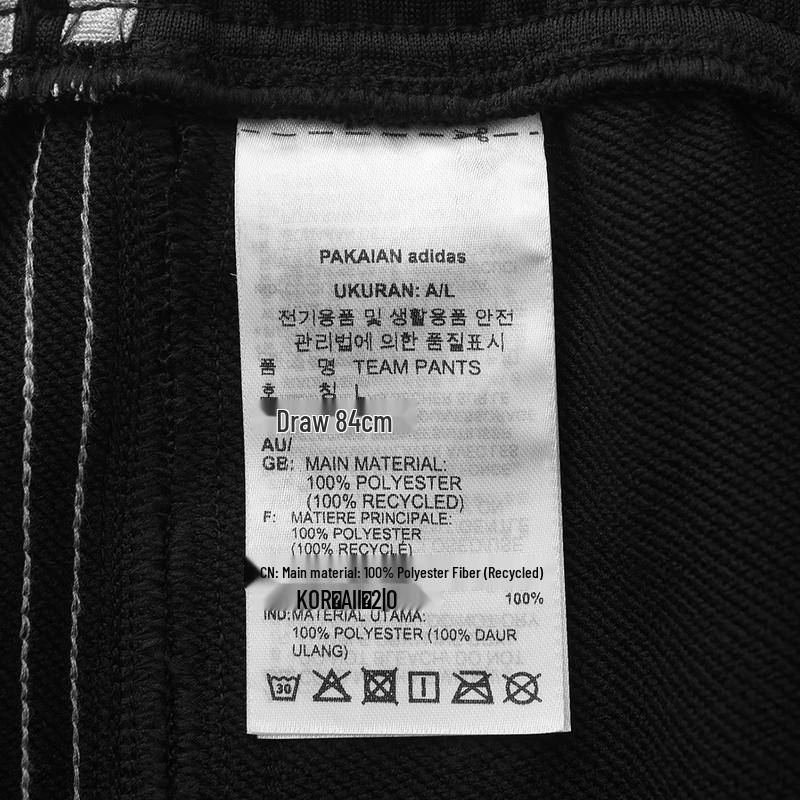 PAKAIAN adidas
UKURAN: A/L
전기용품 및 생활용품 안전
관리법에 의한 품질표시
품 명 TEAM PANTS
호 칭 L
Draw 84cm
AU/
GB: MAIN MATERIAL:
100% POLYESTER
(100% RECYCLED)
F: MATIERE PRINCIPALE:
100% POLYESTER
(100% RECYCLÉ)
CN: Main material: 100% Polyester Fiber (Recycled)
100%
IND: MATERIAL UTAMA:
100% POLYESTER (100% DAUR
ULANG)
30